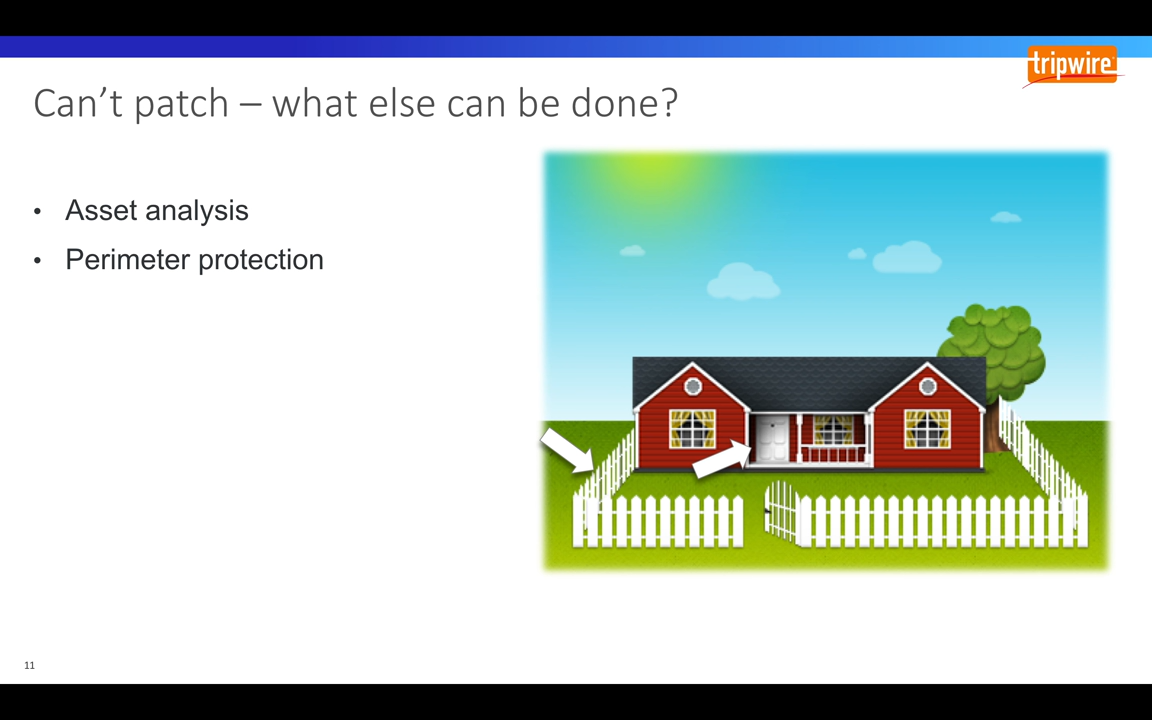 tripwire
Can’t patch – what else can be done?
• Asset analysis
• Perimeter protection
11